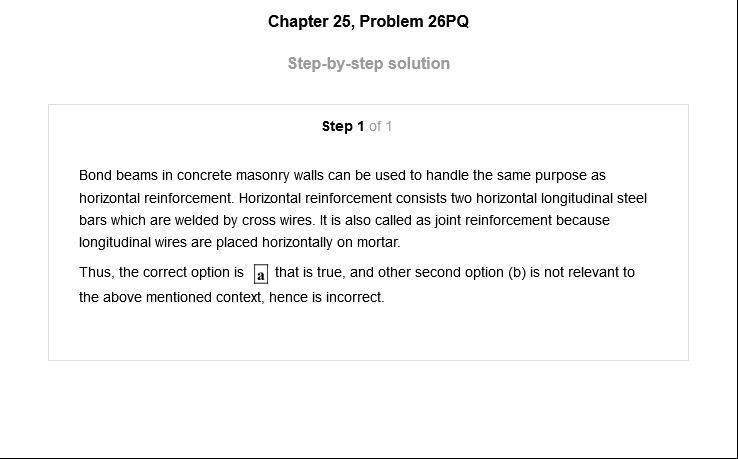 Chapter 25, Problem 26PQ
Step-by-step solution
Step 1 of 1
Bond beams in concrete masonry walls can be used to handle the same purpose as
horizontal reinforcement. Horizontal reinforcement consists two horizontal longitudinal steel
bars which are welded by cross wires. It is also called as joint reinforcement because
longitudinal wires are placed horizontally on mortar.
Thus, the correct option is a that is true, and other second option (b) is not relevant to
the above mentioned context, hence is incorrect.